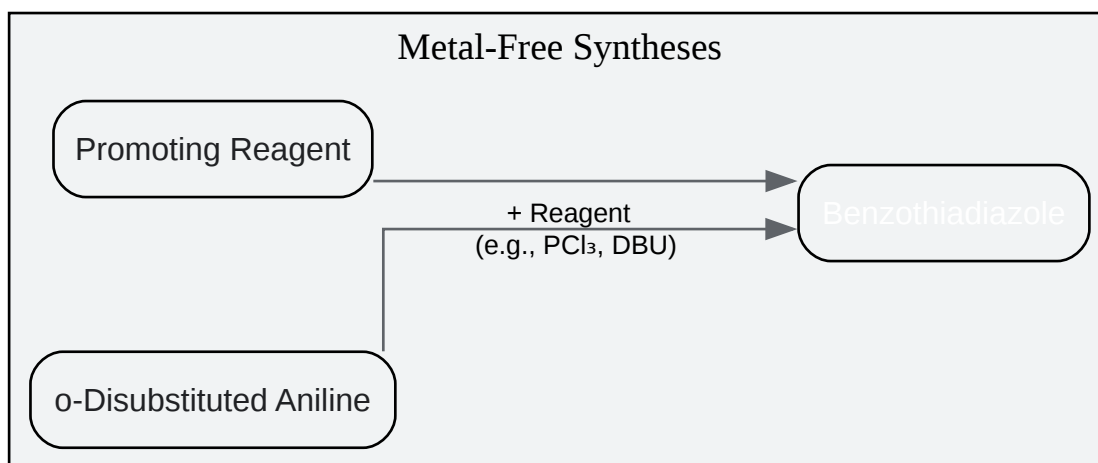 Metal-Free Syntheses
Promoting Reagent
Benzothiadiazole
+ Reagent
(e.g., PCl₃, DBU)
o-Disubstituted Aniline